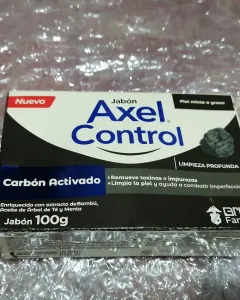 Nuevo
Jabón
Piel mixta a grasa
Axel
Control
LIMPIEZA PROFUNDA
Carbón Activado
• Remueve toxinas e impurezas
• Limpia la piel y ayuda a combatir
Enriquecido con extracto de Bambú,
Aceite de Árbol de Té y Menta
Jabón 100g